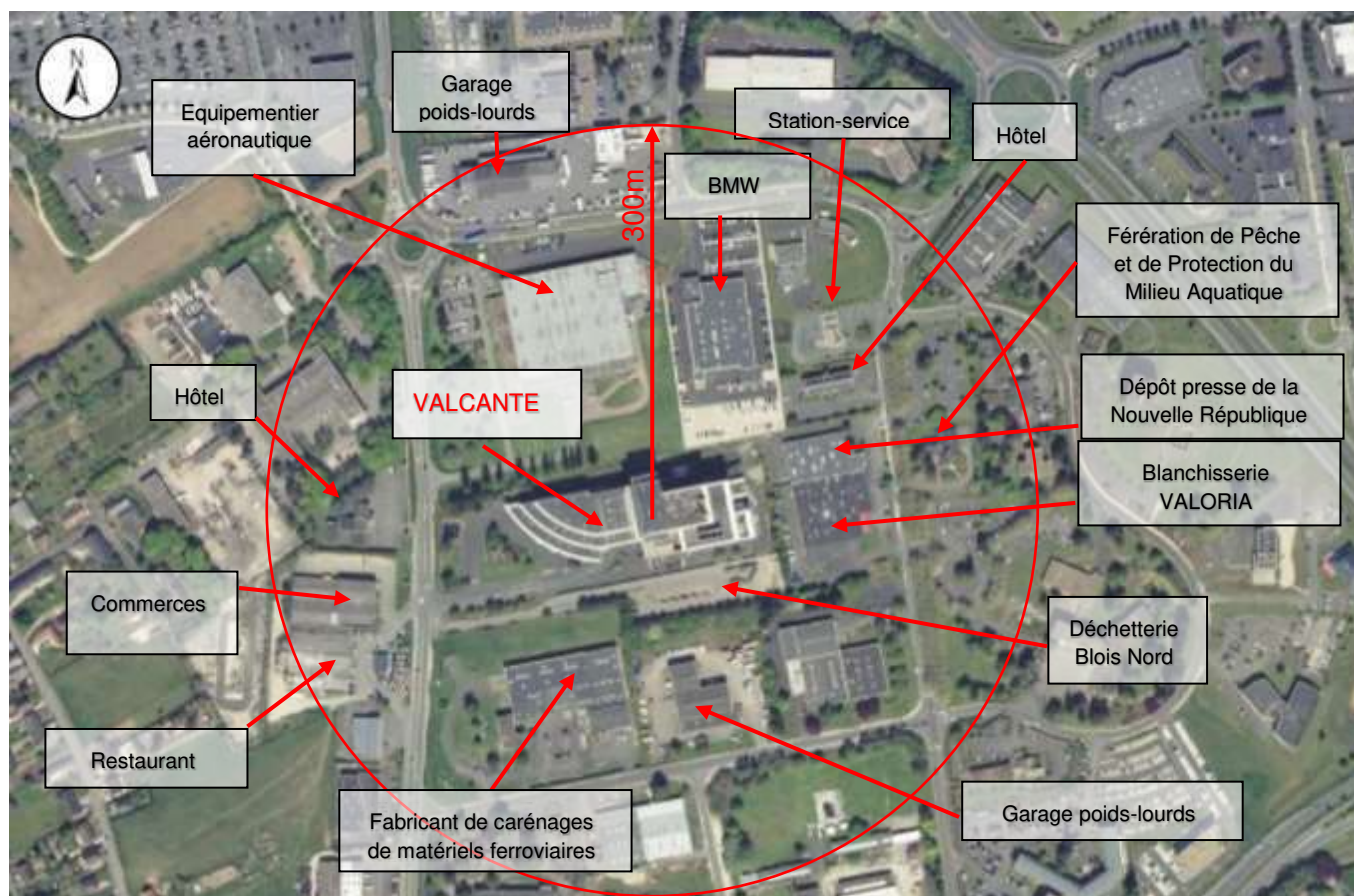 N
Garage
poids-lourds
Equipementier
aéronautique
Station-service
Hôtel
BMW
300m
Férération de Pêche
et de Protection du
Milieu Aquatique
Hôtel
VALCANTE
Dépôt presse de la
Nouvelle République
Blanchisserie
VALORIA
Commerces
Déchetterie
Blois Nord
Restaurant
Fabricant de carénages
de matériels ferroviaires
Garage poids-lourds